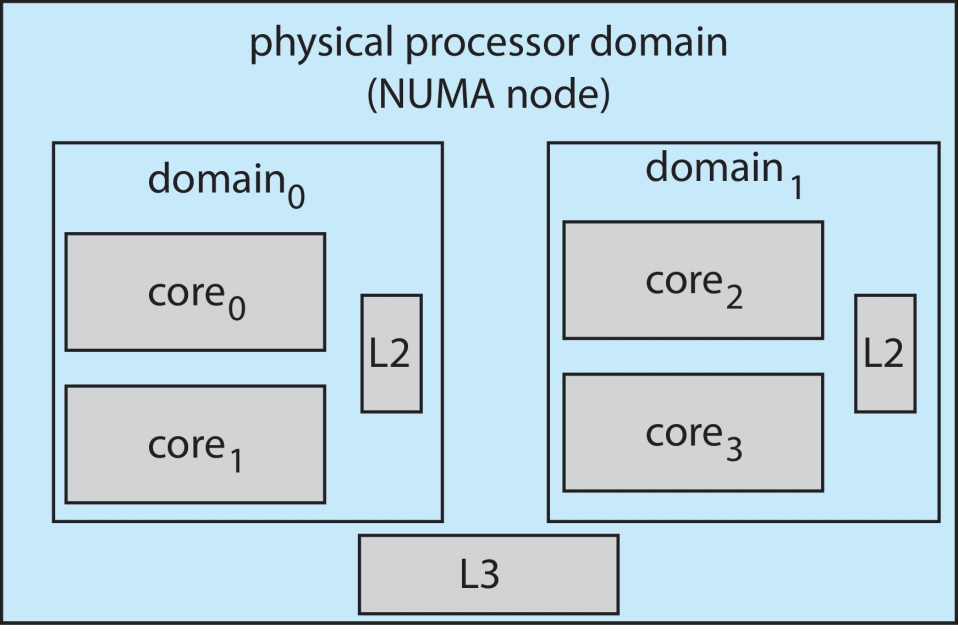 physical processor domain
(NUMA node)
domain₀
core₀
L2
core₁
domain₁
core₂
L2
core₃
L3